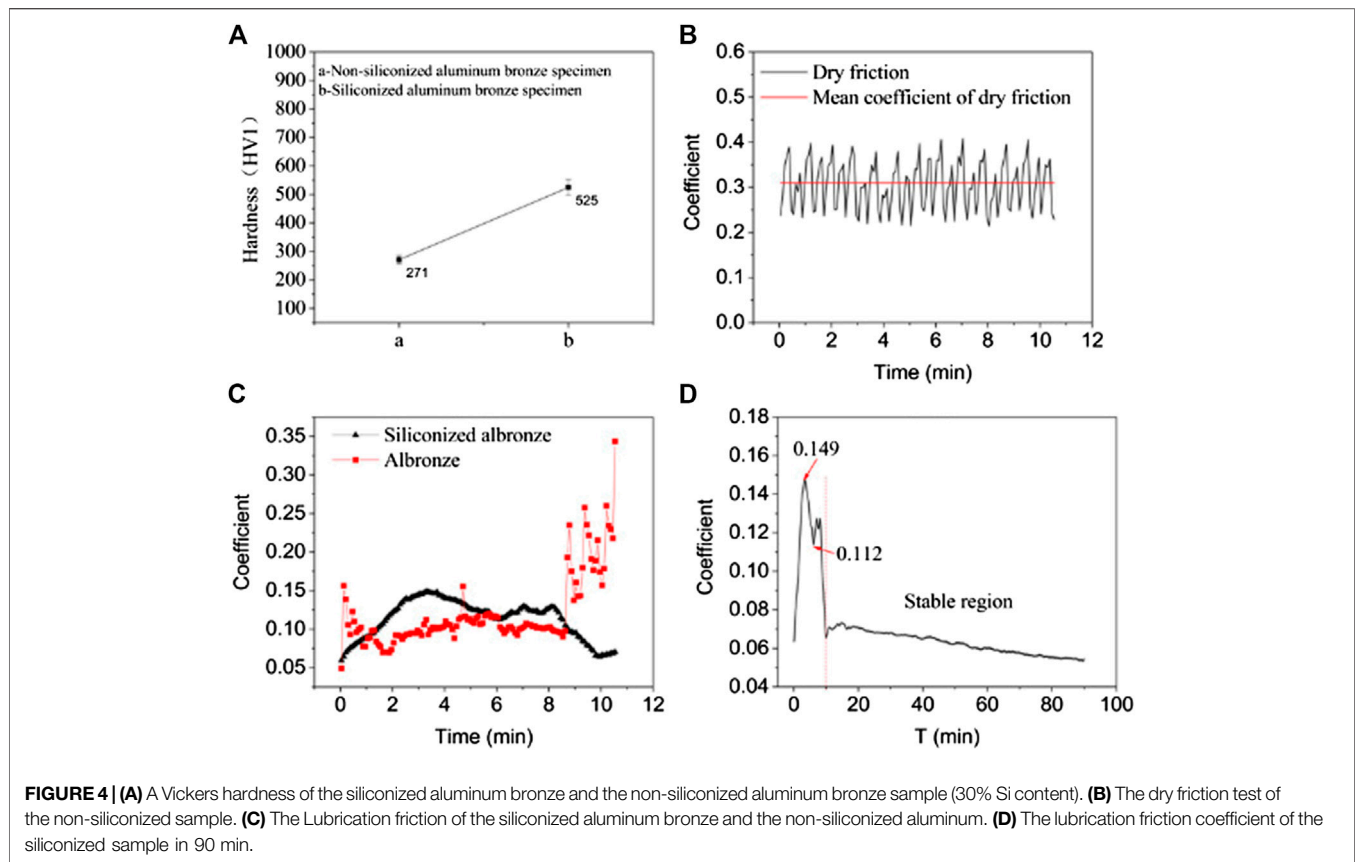 A
1000
900
800
700
600
500
400
300
200
100
Hardness (HV1)
a-Non-siliconized aluminum bronze specimen
b-Siliconized aluminum bronze specimen
271
525
a
b
B
0.6
0.5
0.4
0.3
0.2
0.1
0.0
Coefficient
Dry friction
Mean coefficient of dry friction
0 2 4 6 8 10 12
Time (min)
C
0.35
0.30
0.25
0.20
0.15
0.10
0.05
Coefficient
Siliconized albronze
Albronze
0 2 4 6 8 10 12
Time (min)
D
0.18
0.16
0.14
0.12
0.10
0.08
0.06
0.04
Coefficient
0.149
0.112
Stable region
0 20 40 60 80 100
T (min)
FIGURE 4 | (A) A Vickers hardness of the siliconized aluminum bronze and the non-siliconized aluminum bronze sample (30% Si content). (B) The dry friction test of
the non-siliconized sample. (C) The Lubrication friction of the siliconized aluminum bronze and the non-siliconized aluminum. (D) The lubrication friction coefficient of the
siliconized sample in 90 min.